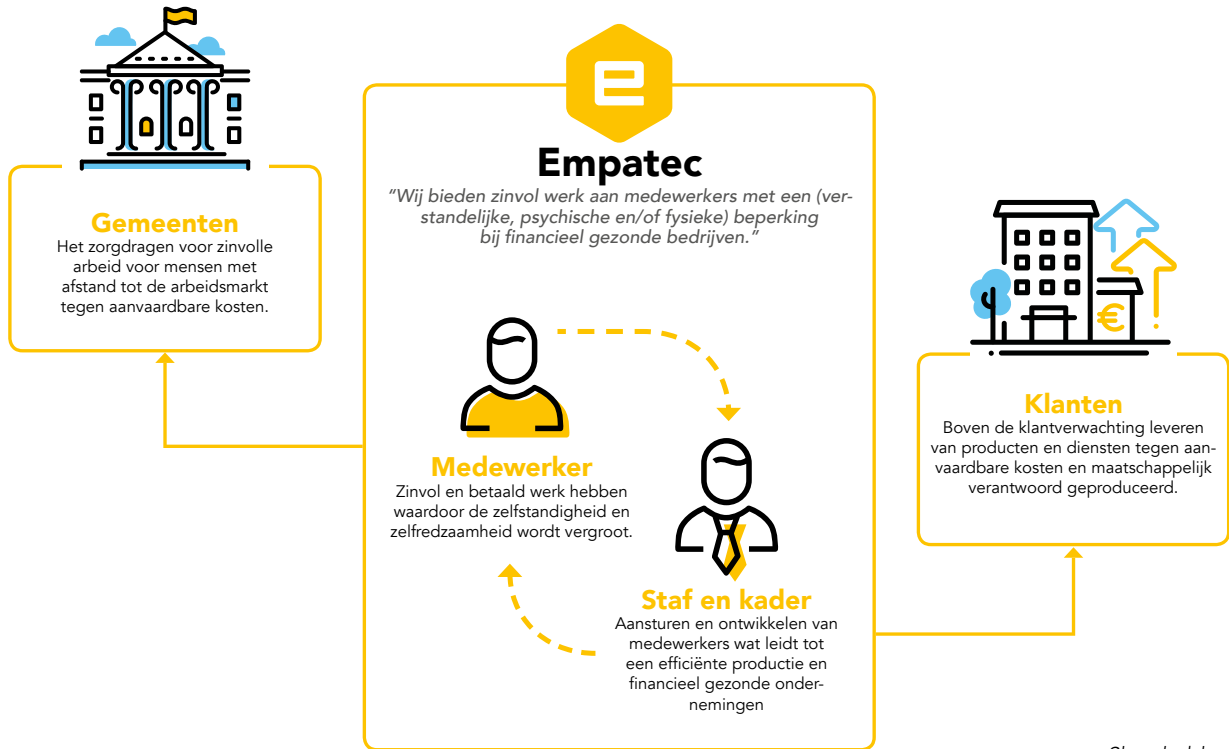 Empatec
"Wij bieden zinvol werk aan medewerkers met een (ver-
standelijke, psychische en/of fysieke) beperking
bij financieel gezonde bedrijven."
Gemeenten
Het zorgdragen voor zinvolle
arbeid voor mensen met
afstand tot de arbeidsmarkt
tegen aanvaardbare kosten.
Medewerker
Zinvol en betaald werk hebben
waardoor de zelfstandigheid en
zelfredzaamheid wordt vergroot.
Staf en kader
Aansturen en ontwikkelen van
medewerkers wat leidt tot
een efficiënte productie en
financieel gezonde onder-
nemingen
€
Klanten
Boven de klantverwachting leveren
van producten en diensten tegen aan-
vaardbare kosten en maatschappelijk
verantwoord geproduceerd.